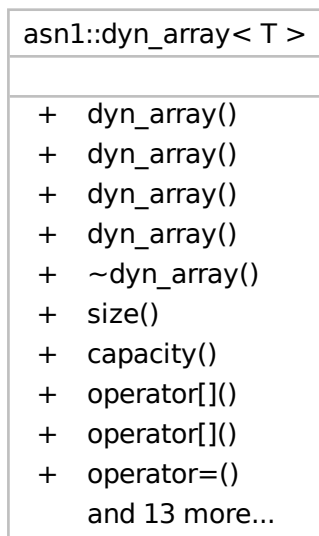 asn1::dyn_array< T >
+ dyn_array()
+ dyn_array()
+ dyn_array()
+ dyn_array()
+ ~dyn_array()
+ size()
+ capacity()
+ operator[]()
+ operator[]()
+ operator=()
and 13 more...